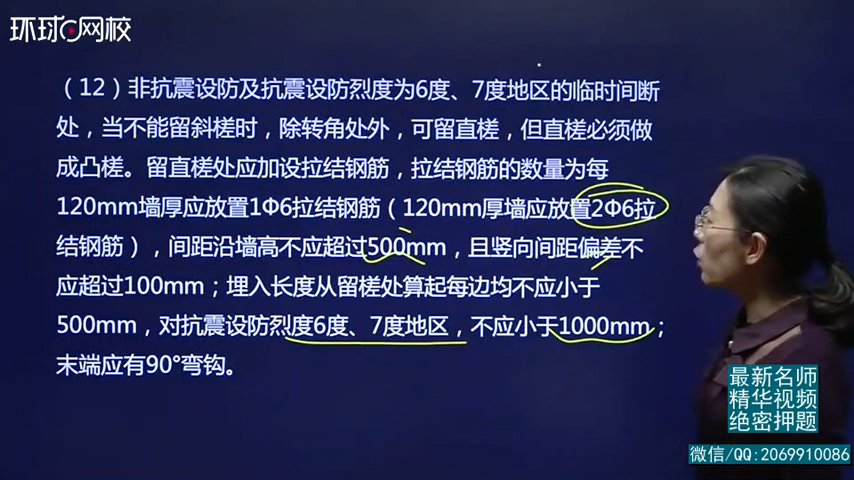 环球网校
（12）非抗震设防及抗震设防烈度为6度、7度地区的临时间断
处，当不能留斜槎时，除转角处外，可留直槎，但直槎必须做
成凸槎。留直槎处应加设拉结钢筋，拉结钢筋的数量为每
120mm墙厚应放置1Φ6拉结钢筋（120mm厚墙应放置2Φ6拉
结钢筋），间距沿墙高不应超过500mm，且竖向间距偏差不
应超过100mm；埋入长度从留槎处算起每边均不应小于
500mm，对抗震设防烈度6度、7度地区，不应小于1000mm；
末端应有90°弯钩。
最新名师
精华视频
绝密押题
微信/QQ:2069910086